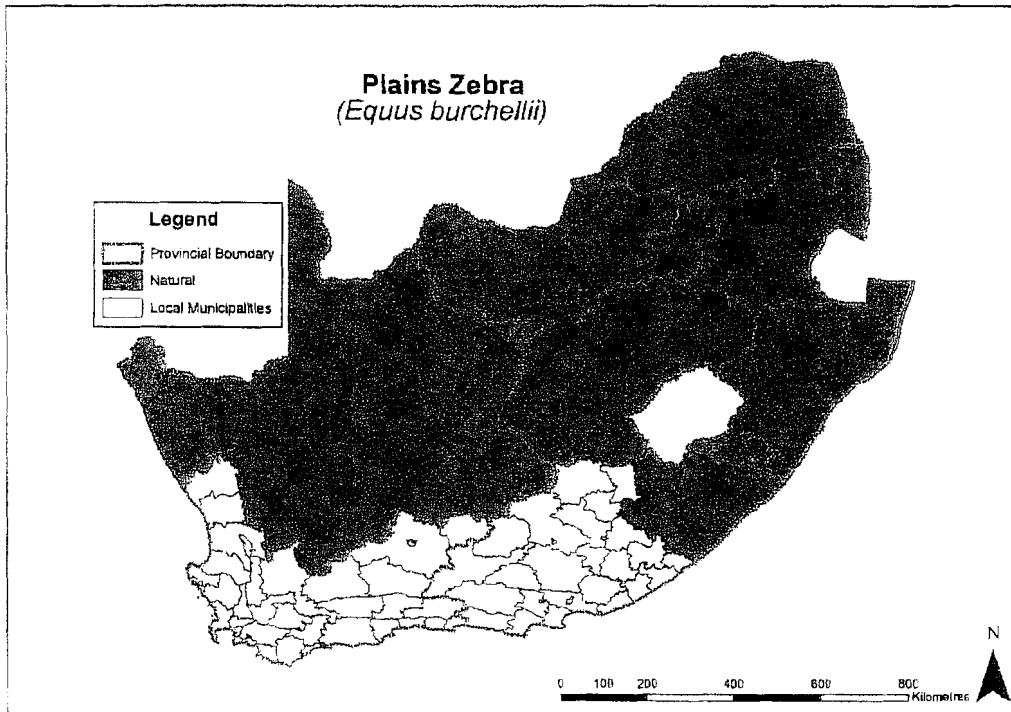 Plains Zebra
(Equus burchellii)
Legend
Provincial Boundary
Natural
Local Municipalities
N
0 100 200 400 600 800
Kilometres